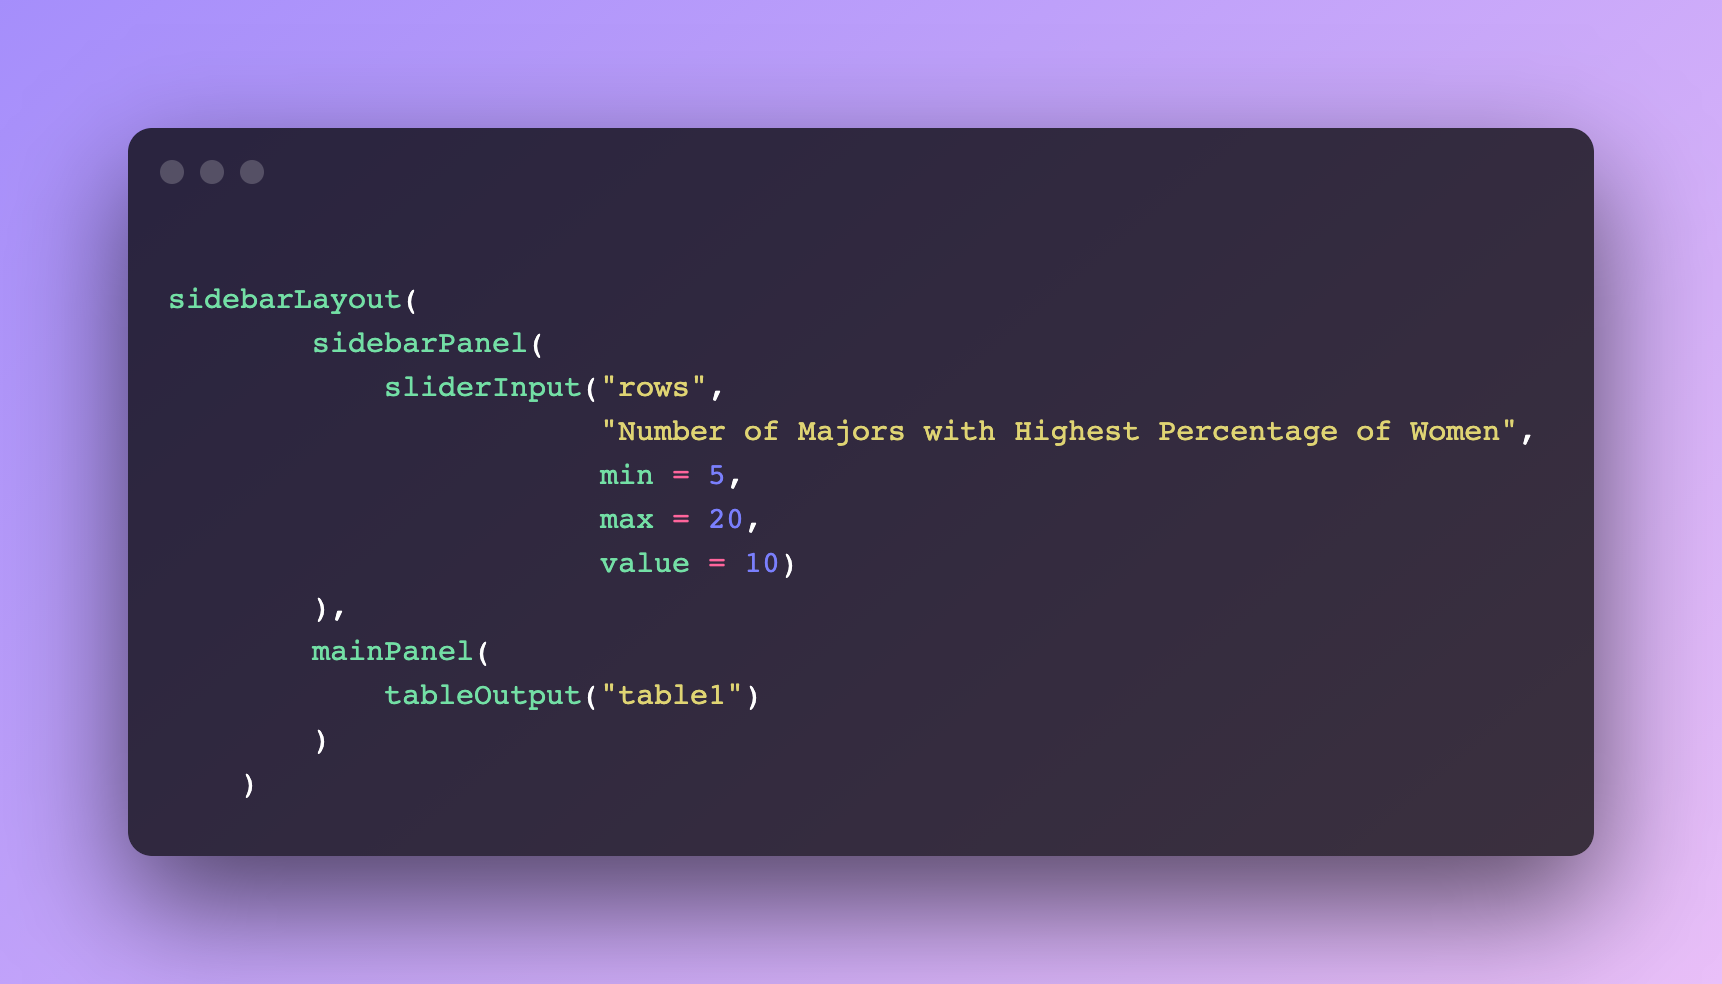 sidebarLayout(
        sidebarPanel(
            sliderInput("rows",
                        "Number of Majors with Highest Percentage of Women",
                        min = 5,
                        max = 20,
                        value = 10)
        ),
        mainPanel(
            tableOutput("table1")
        )
    )